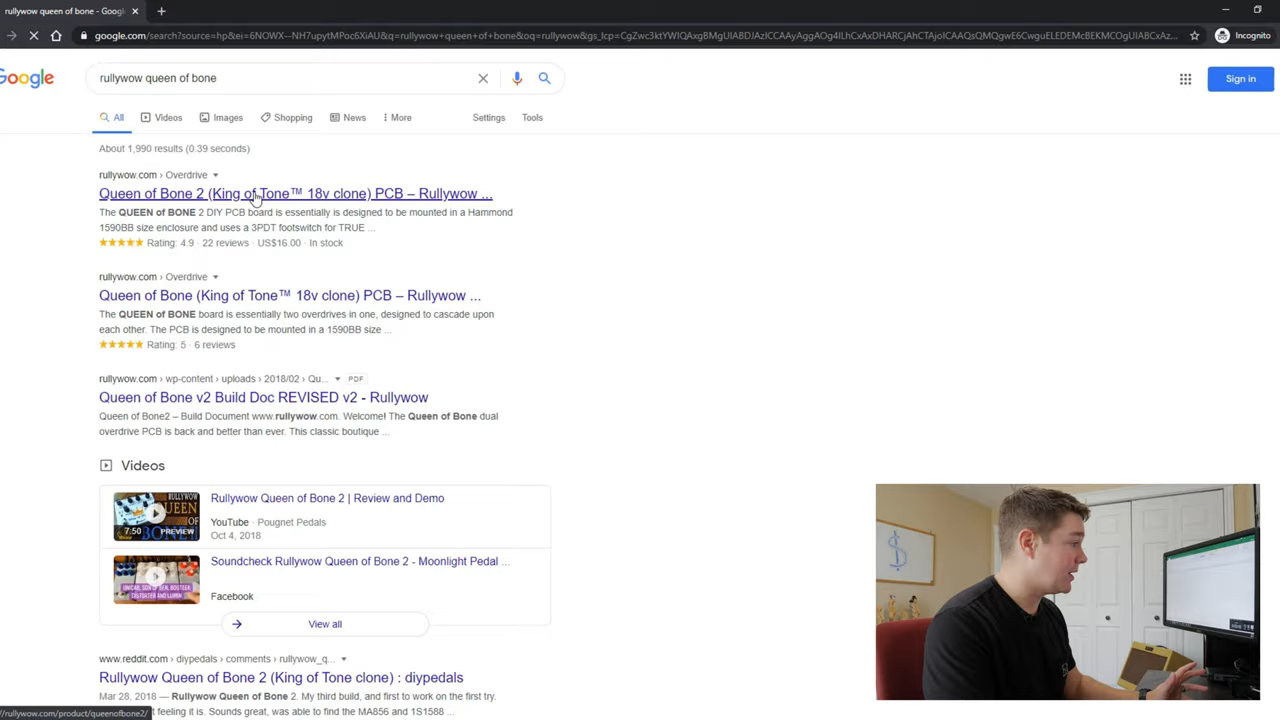 rullywow queen of bone - Googl
google.com/search?source=hp&ei=6NOWX--NH7upytMPoc6XiAU&q=rullywow+queen+of+bone&oq=rullywow+queen+of+bone&gs_lcp=
Incognito
Google
rullywow queen of bone
Sign in
All Videos Images Shopping News More Settings Tools
About 1,990 results (0.39 seconds)
rullywow.com › Overdrive
Queen of Bone 2 (King of Tone™ 18v clone) PCB – Rullywow ...
The QUEEN of BONE 2 DIY PCB board is essentially is designed to be mounted in a Hammond
1590BB size enclosure and uses a 3PDT footswitch for TRUE ...
Rating: 4.9 · 22 reviews · US$16.00 · In stock
rullywow.com › Overdrive
Queen of Bone (King of Tone™ 18v clone) PCB – Rullywow ...
The QUEEN of BONE board is essentially two overdrives in one, designed to cascade upon
each other. The PCB is designed to be mounted in a 1590BB size ...
Rating: 5 · 6 reviews
rullywow.com › wp-content › uploads › 2018/02 › Qu... PDF
Queen of Bone v2 Build Doc REVISED v2 - Rullywow
Queen of Bone2 – Build Document www.rullywow.com. Welcome! The Queen of Bone dual
overdrive PCB is back and better than ever. This classic boutique ...
Videos
RULLYWOW
QUEEN
OF
BONE II
7:50 PREVIEW
Rullywow Queen of Bone 2 | Review and Demo
YouTube · Pougnet Pedals
Oct 4, 2018
Soundcheck Rullywow Queen of Bone 2 - Moonlight Pedal ...
Facebook
View all
www.reddit.com › diypedals › comments › rullywow_q...
Rullywow Queen of Bone 2 (King of Tone clone) : diypedals
Mar 28, 2018 — Rullywow Queen of Bone 2. My third build, and first to work on the first try.
feeling it is. Sounds great, was able to find the MA856 and 1S1588 ...
//rullywow.com/product/queenofbone2/
$